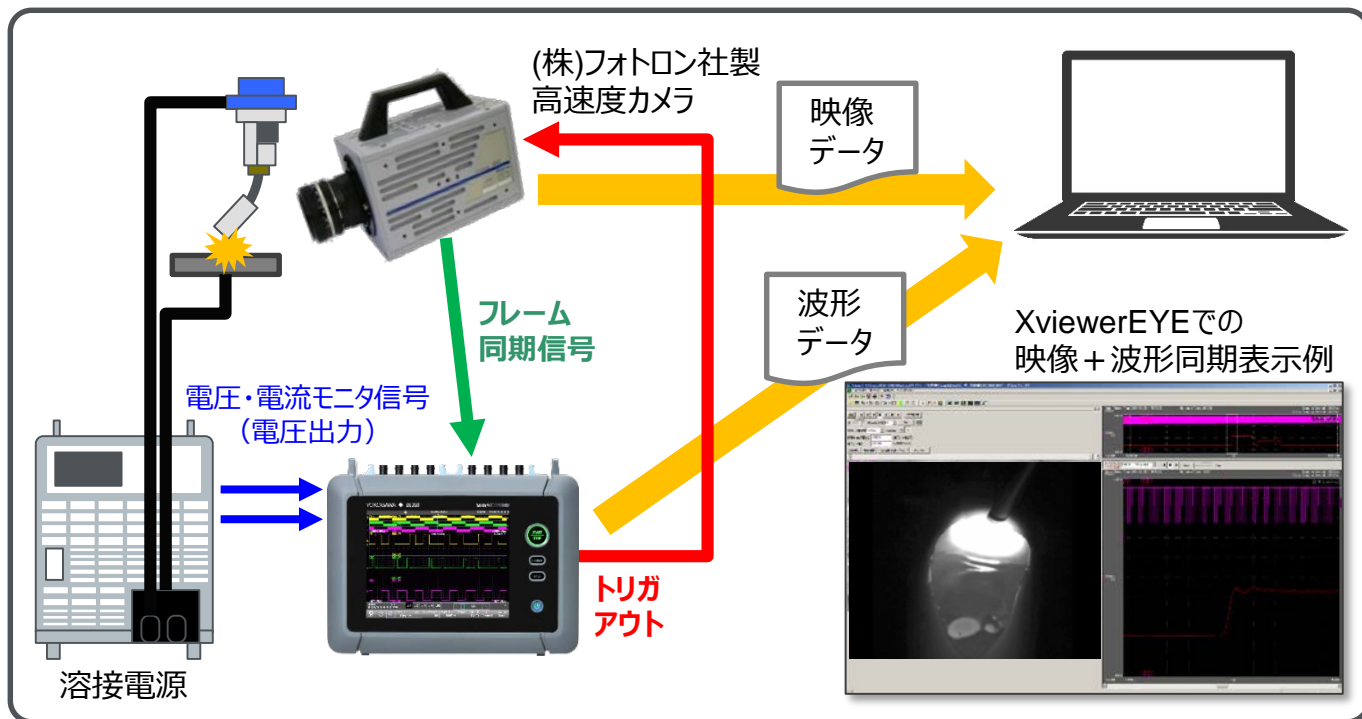 (株)フォトロン社製
高速度カメラ
映像
データ
フレーム
同期信号
波形
データ
XviewerEYEでの
映像＋波形同期表示例
電圧・電流モニタ信号
（電圧出力）
YOKOGAWA
トリガ
アウト
溶接電源